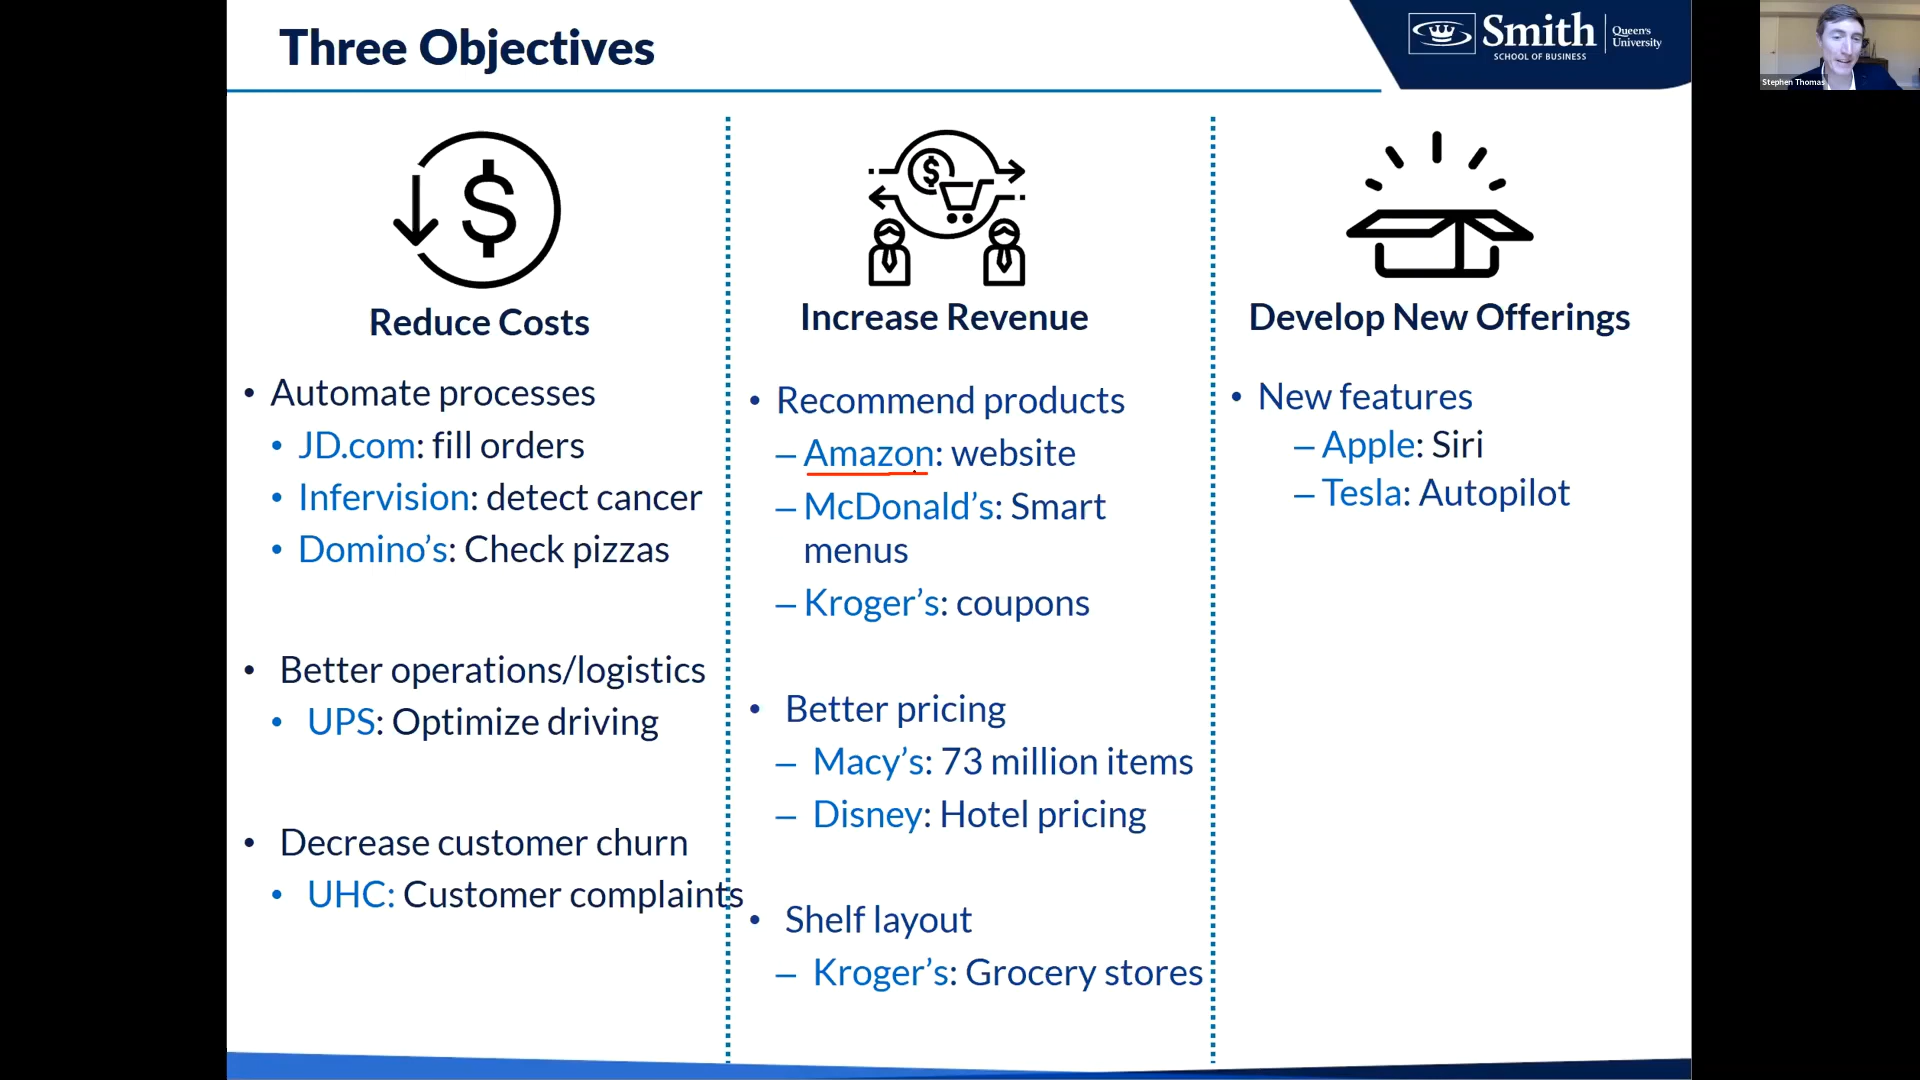 Three Objectives
Smith
SCHOOL OF BUSINESS
Queen's
University
Stephen Thomas
Reduce Costs
• Automate processes
• JD.com: fill orders
• Infervision: detect cancer
• Domino’s: Check pizzas
• Better operations/logistics
• UPS: Optimize driving
• Decrease customer churn
• UHC: Customer complaints
Increase Revenue
• Recommend products
– Amazon: website
– McDonald’s: Smart
menus
– Kroger’s: coupons
• Better pricing
– Macy’s: 73 million items
– Disney: Hotel pricing
• Shelf layout
– Kroger’s: Grocery stores
Develop New Offerings
• New features
– Apple: Siri
– Tesla: Autopilot